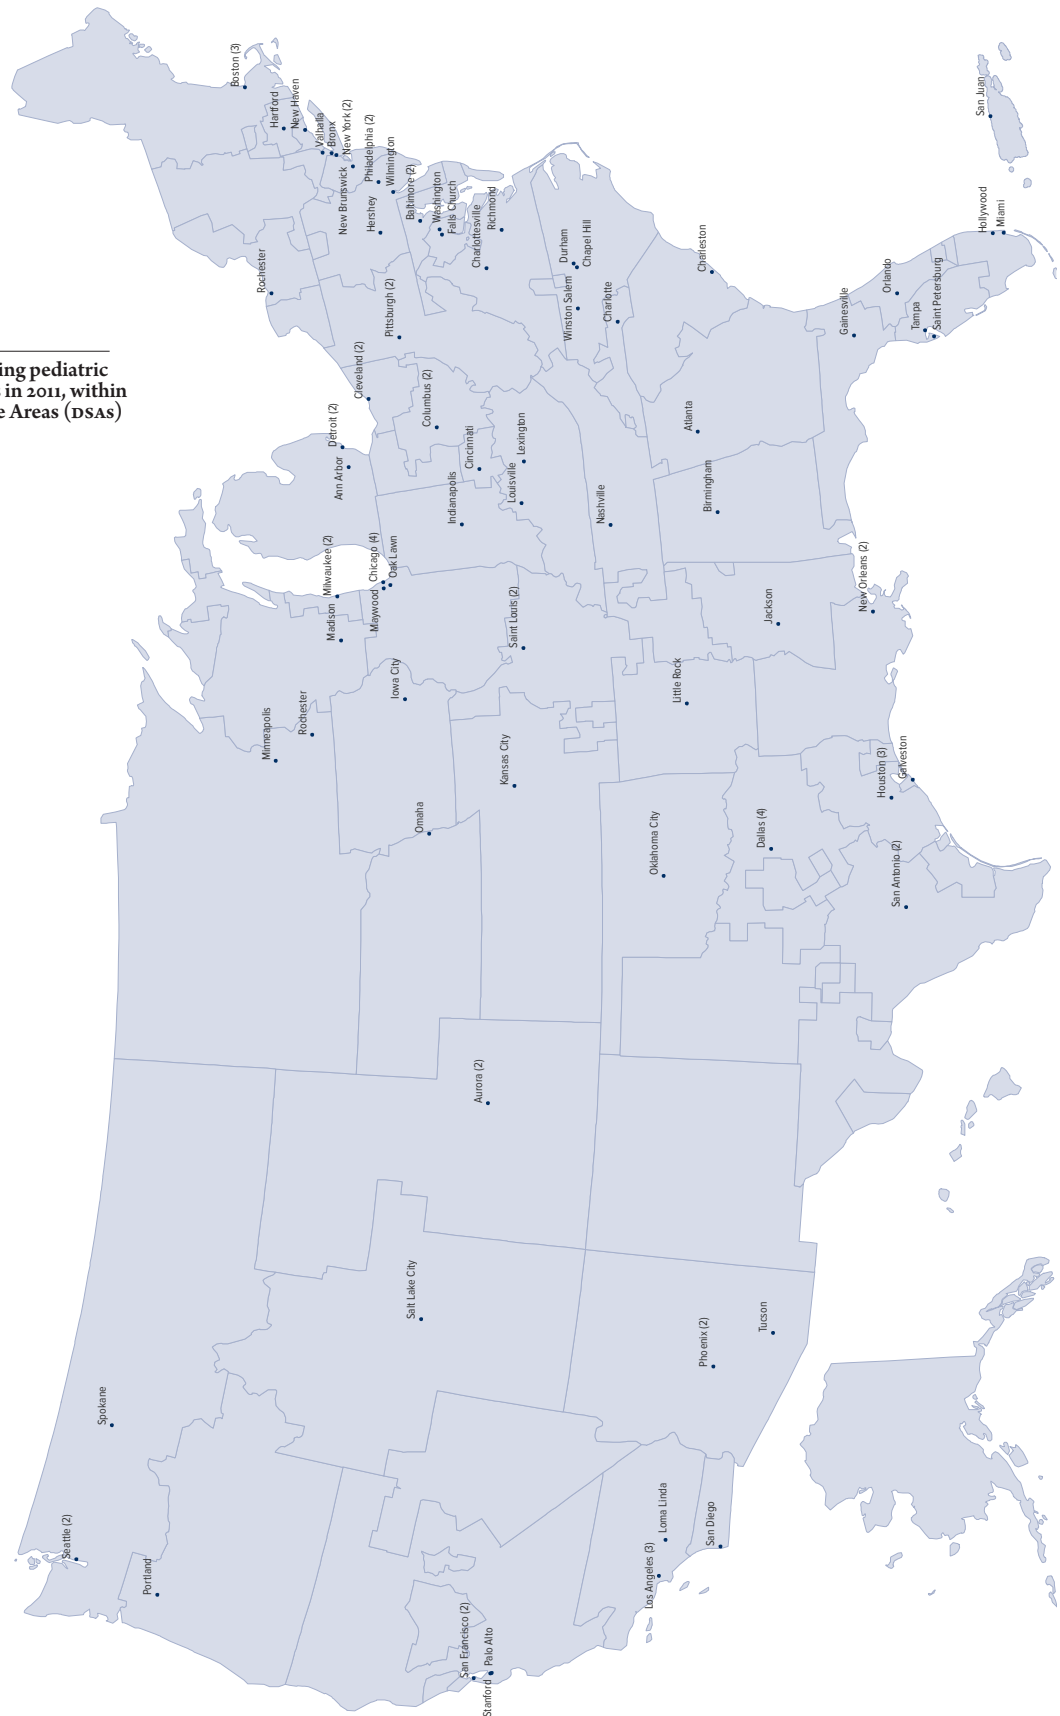 ing pediatric
s in 2011, within
e Areas (DSAs)
Boston (3)
Hartford
New Haven
Valhalla
Bronx
New York (2)
New Brunswick
Philadelphia (2)
Wilmington
Hershey
Baltimore (2)
Washington
Falls Church
Charlottesville
Richmond
Rochester
Pittsburgh (2)
Durham
Chapel Hill
Winston Salem
Charlotte
Charleston
San Juan
Hollywood
Miami
Orlando
Gainesville
Tampa
Saint Petersburg
Cleveland (2)
Columbus (2)
Detroit (2)
Ann Arbor
Cincinnati
Indianapolis
Lexington
Louisville
Atlanta
Birmingham
Nashville
Milwaukee (2)
Madison
Chicago (4)
Maywood
Oak Lawn
Saint Louis (2)
Jackson
New Orleans (2)
Iowa City
Little Rock
Minneapolis
Rochester
Kansas City
Omaha
Oklahoma City
Dallas (4)
Houston (3)
Galveston
San Antonio (2)
Aurora (2)
Salt Lake City
Phoenix (2)
Tucson
Spokane
Seattle (2)
Portland
Loma Linda
Los Angeles (3)
San Diego
San Francisco (2)
Palo Alto
Stanford